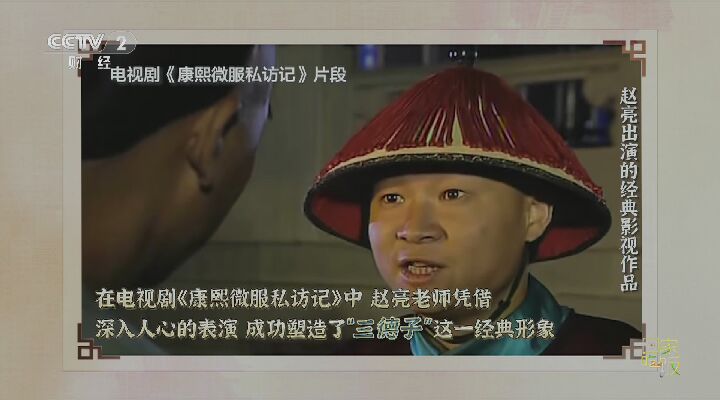 CCTV 2
财 经
电视剧《康熙微服私访记》片段
赵亮出演的经典影视作品
在电视剧《康熙微服私访记》中 赵亮老师凭借
深入人心的表演 成功塑造了“三德子”这一经典形象